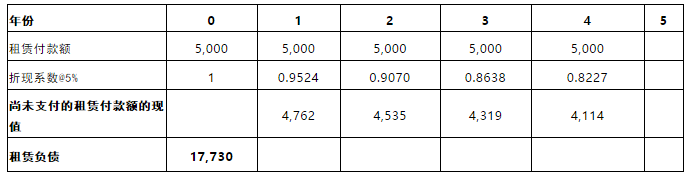 年份 0 1 2 3 4 5
租赁付款额 5,000 5,000 5,000 5,000 5,000
折现系数@5% 1 0.9524 0.9070 0.8638 0.8227
尚未支付的租赁付款额的现
值 4,762 4,535 4,319 4,114
租赁负债 17,730